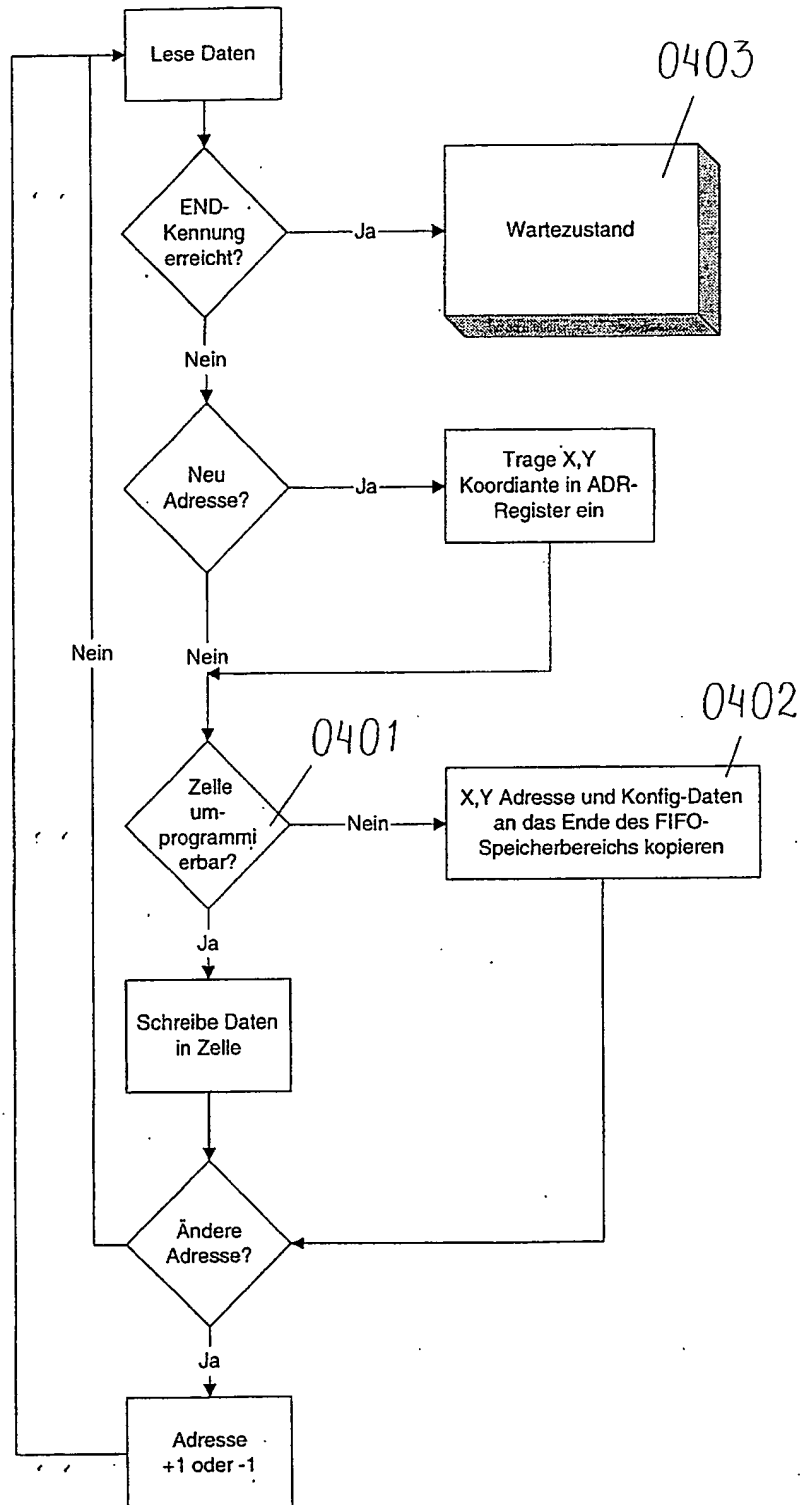 Lese Daten
0403
END-
Kennung
erreicht?
Ja
Wartezustand
Nein
Neu
Adresse?
Ja
Trage X,Y
Koordiante in ADR-
Register ein
Nein
Nein
0401
0402
Zelle
um-
programmi
erbar?
Nein
X,Y Adresse und Konfig-Daten
an das Ende des FIFO-
Speicherbereichs kopieren
Ja
Schreibe Daten
in Zelle
Ändere
Adresse?
Ja
Adresse
+1 oder -1